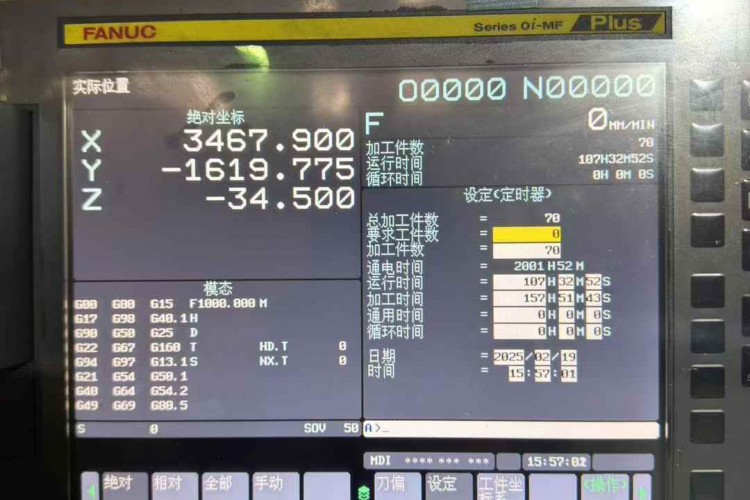 FANUC
Series 0i-MF Plus
实际位置
O0000 N00000
绝对坐标
X 3467.900
Y -1619.775
Z -34.500
F 0 MM/MIN
加工件数 70
运行时间 107H32M52S
循环时间 0H 0M 0S
设定(定时器)
总加工件数 = 70
要求工件数 = 0
加工件数 = 70
通电时间 = 2001H52M
运行时间 = 107H32M52S
加工时间 = 157H51M43S
通用时间 = 0H 0M 0S
循环时间 = 0H 0M 0S
日期 = 2025/02/19
时间 = 15:57:01
模态
G00 G80 G15 F1000.000 M
G17 G98 G40.1 H
G90 G50 G25 D
G22 G67 G160 T HD.T 0
G94 G97 G13.1 S NX.T 0
G21 G54 G50.1
G40 G64 G54.2
G49 G69 G80.5
S 0 SOV 50
A>_
MDI **** *** *** 15:57:02
绝对 相对 全部 手动 刀偏 设定 工件坐标系 (操作)